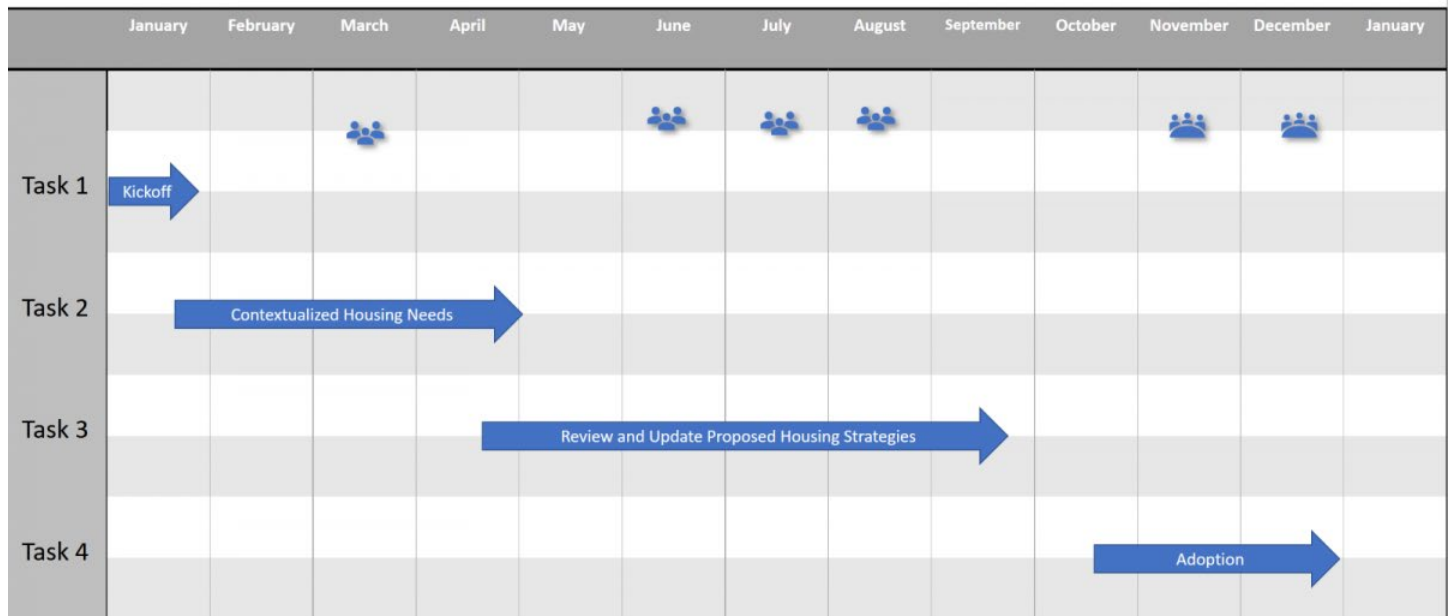 January February March April May June July August September October November December January
Task 1
Kickoff
Task 2
Contextualized Housing Needs
Task 3
Review and Update Proposed Housing Strategies
Task 4
Adoption